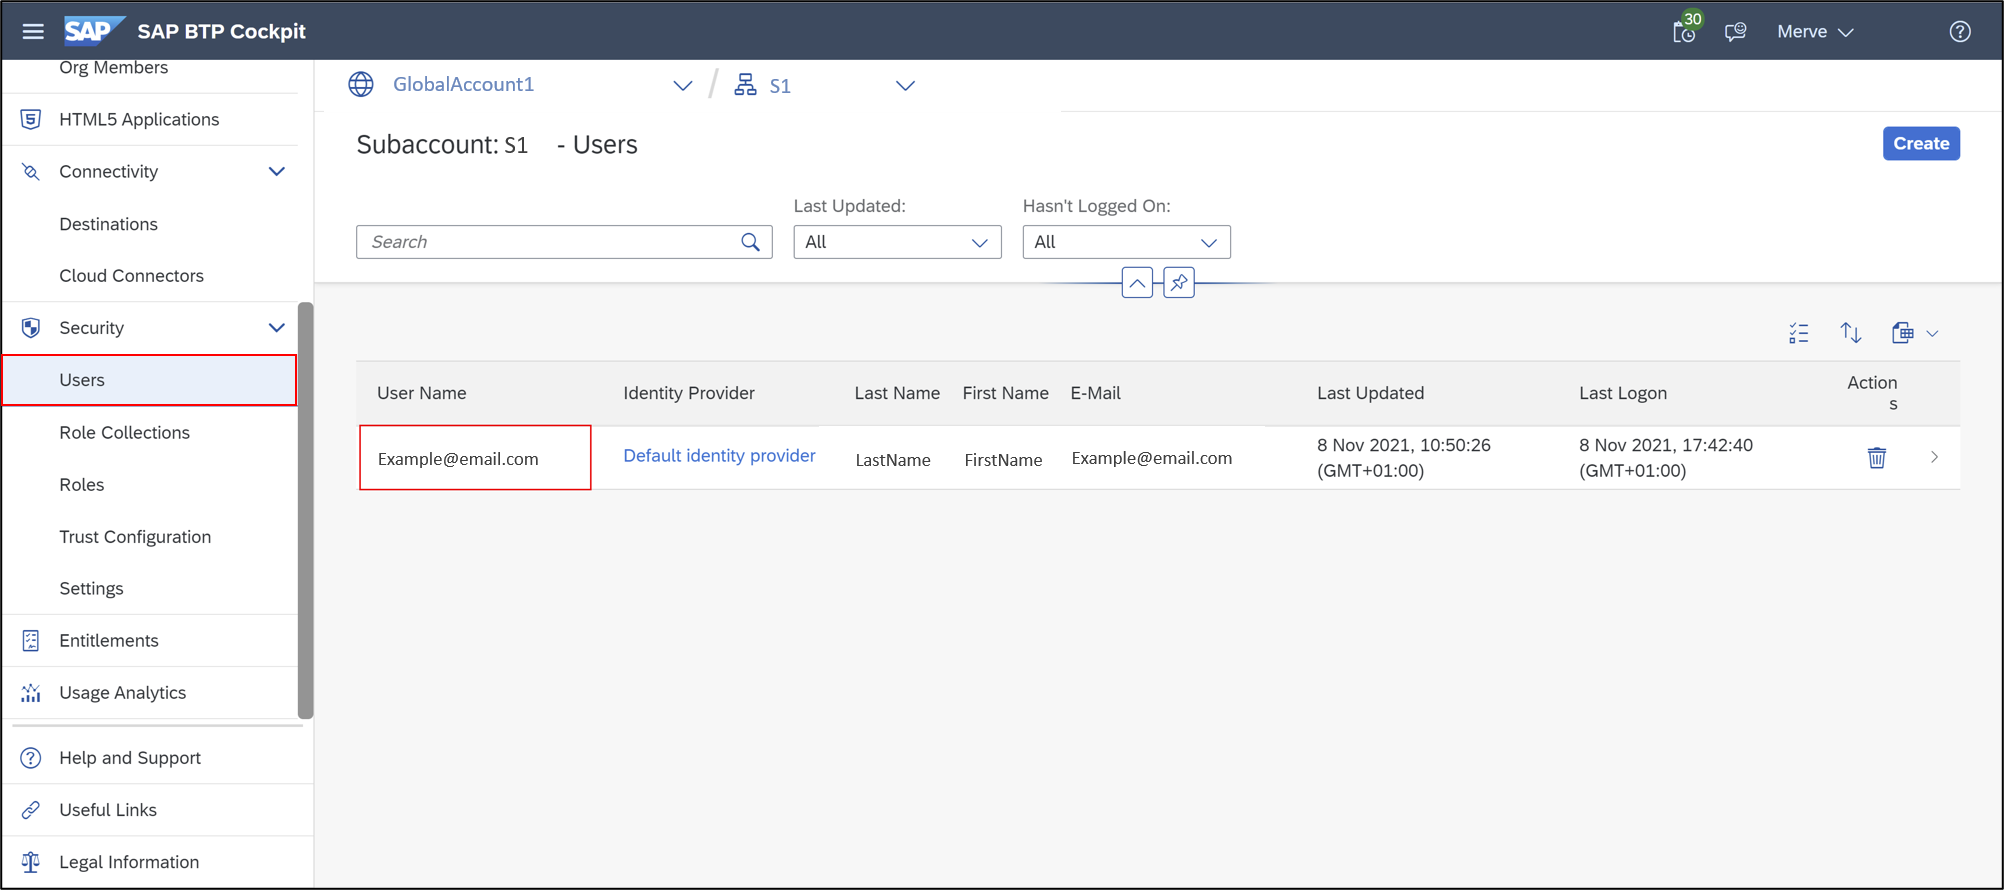 SAP SAP BTP Cockpit
30
Merve
Org Members
HTML5 Applications
Connectivity
Destinations
Cloud Connectors
Security
Users
Role Collections
Roles
Trust Configuration
Settings
Entitlements
Usage Analytics
Help and Support
Useful Links
Legal Information
GlobalAccount1 / S1
Subaccount: S1 - Users
Create
Last Updated: Hasn't Logged On:
Search All All
User Name Identity Provider Last Name First Name E-Mail Last Updated Last Logon Action
s
Example@email.com Default identity provider LastName FirstName Example@email.com 8 Nov 2021, 10:50:26 8 Nov 2021, 17:42:40
(GMT+01:00) (GMT+01:00)